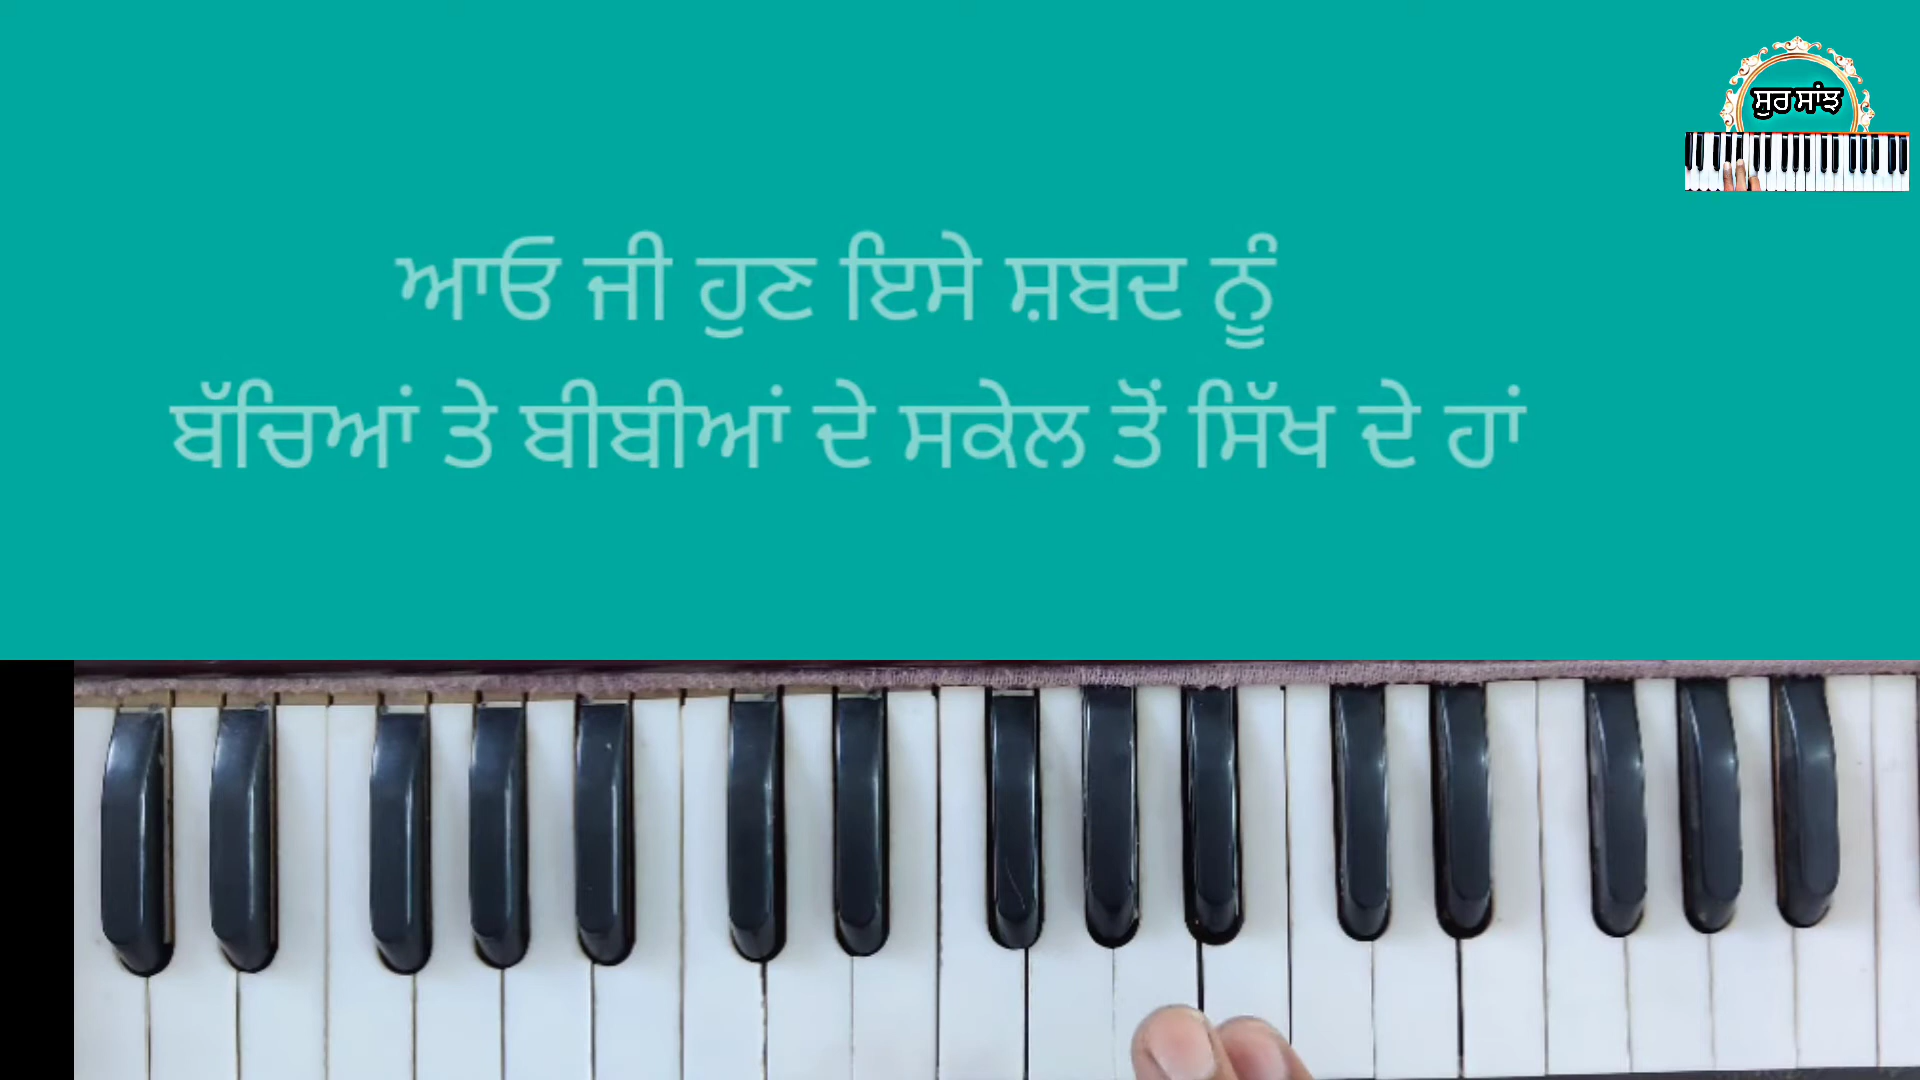 ਸੁਰ ਸਾਂਝ
ਆਓ ਜੀ ਹੁਣ ਇਸੇ ਸ਼ਬਦ ਨੂੰ
ਬੱਚਿਆਂ ਤੇ ਬੀਬੀਆਂ ਦੇ ਸਕੇਲ ਤੋਂ ਸਿੱਖ ਦੇ ਹਾਂ